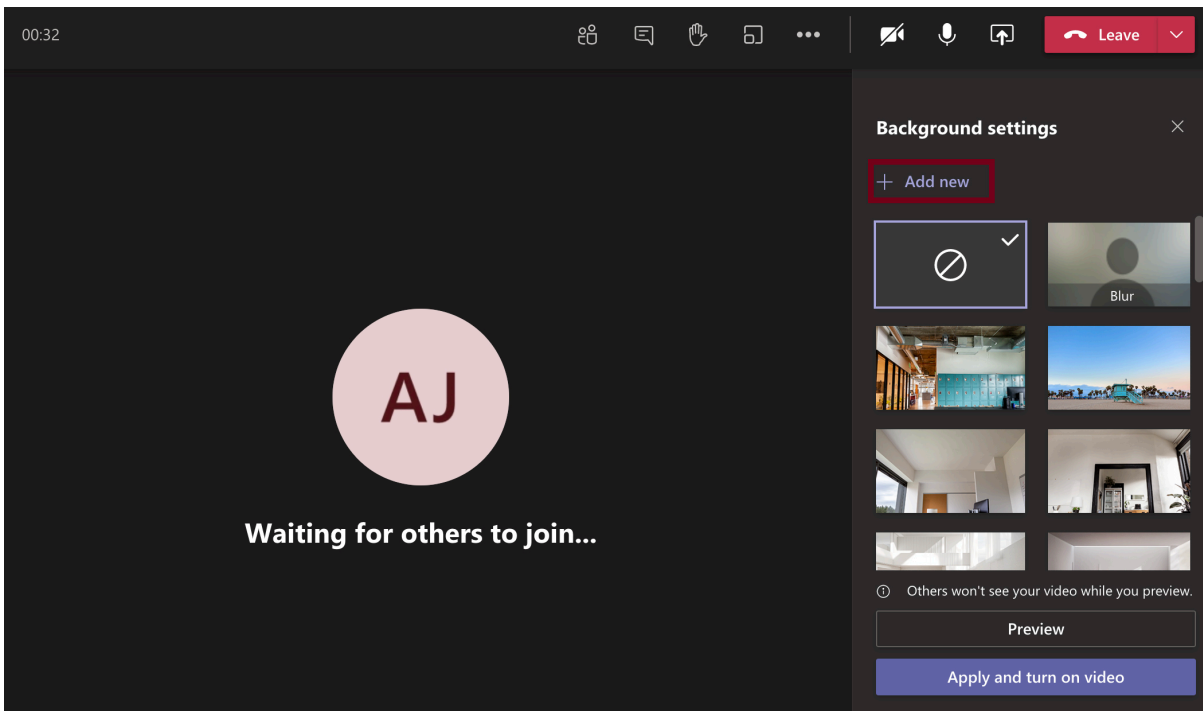 00:32
Leave
Background settings
Add new
Blur
AJ
Waiting for others to join...
Others won't see your video while you preview.
Preview
Apply and turn on video